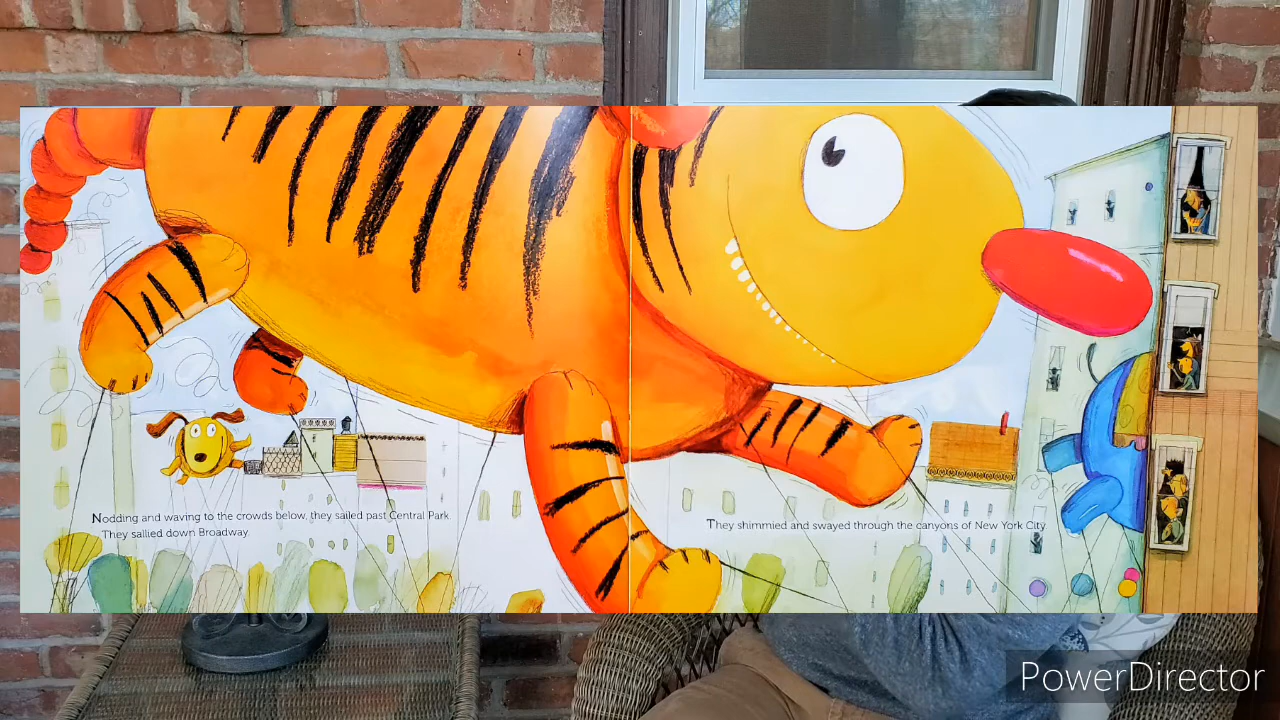 Nodding and waving to the crowds below, they sailed past Central Park.
They sallied down Broadway.
They shimmied and swayed through the canyons of New York City.
PowerDirector